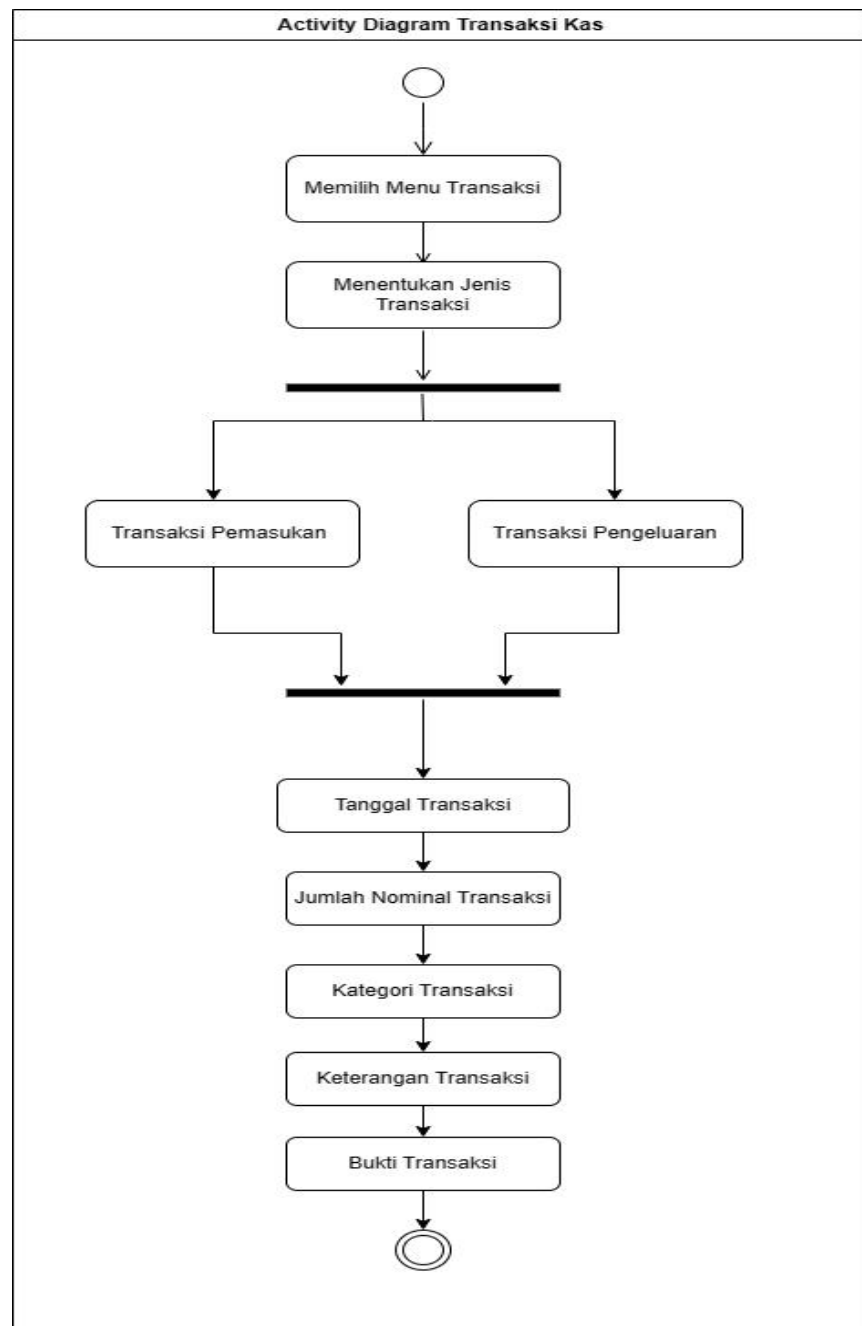 Activity Diagram Transaksi Kas
Memilih Menu Transaksi
Menentukan Jenis
Transaksi
Transaksi Pemasukan
Transaksi Pengeluaran
Tanggal Transaksi
Jumlah Nominal Transaksi
Kategori Transaksi
Keterangan Transaksi
Bukti Transaksi